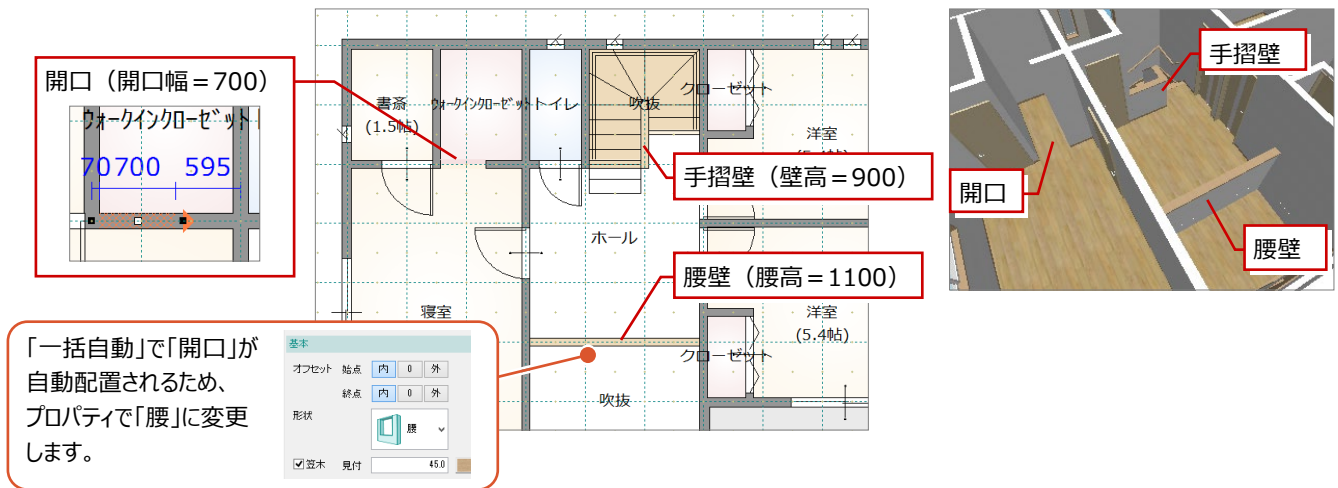 開口（開口幅＝700）
ウォークインクローゼット
70700 595
書斎
(1.5帖)
ウォークインクローゼット
トイレ
吹抜
クローゼット
洋室
手摺壁（壁高＝900）
ホール
腰壁（腰高＝1100）
寝室
洋室
(5.4帖)
クローゼット
吹抜
手摺壁
開口
腰壁
「一括自動」で「開口」が
自動配置されるため、
プロパティで「腰」に変更
します。
基本
オフセット 始点 内 0 外
終点 内 0 外
形状
腰
笠木 見付 45.0